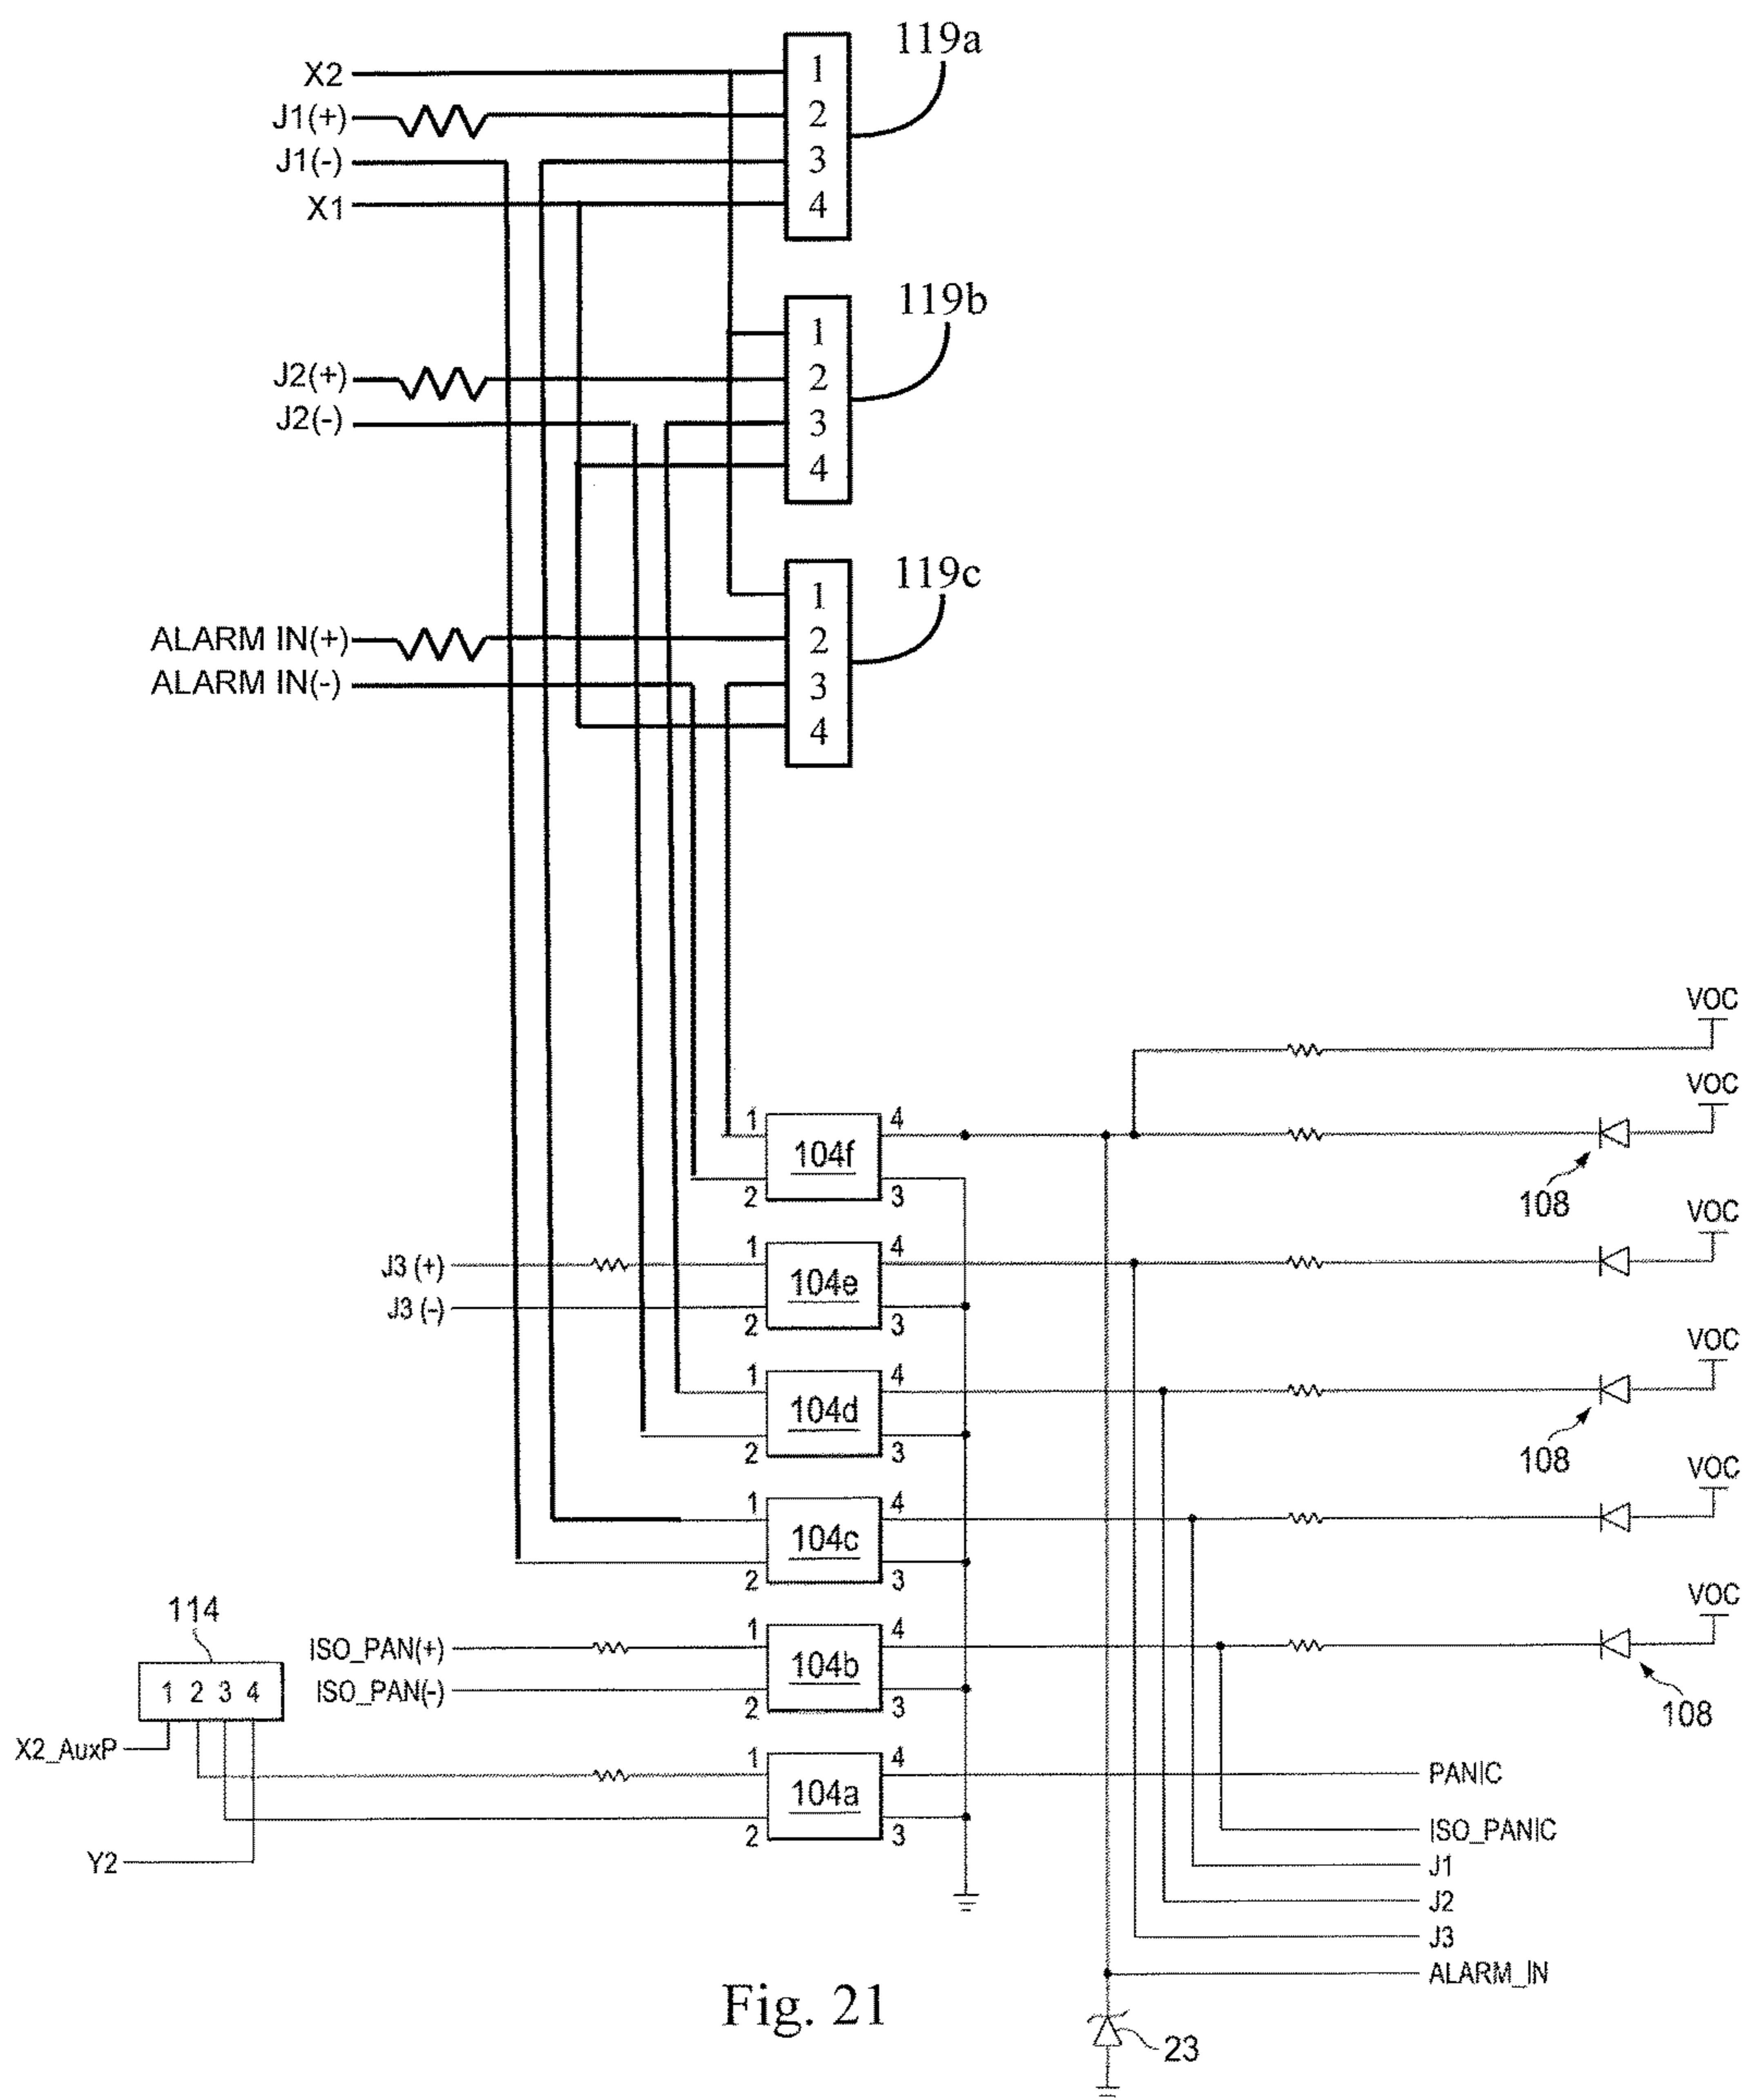 119a
X2
1
J1(+)
2
J1(-)
3
X1
4
119b
1
J2(+)
2
J2(-)
3
4
119c
1
ALARM IN(+)
2
ALARM IN(-)
3
4
VOC
VOC
1 104f 4
2 3
108
VOC
J3 (+)
1 104e 4
J3 (-)
2 3
VOC
1 104d 4
2 3
108
VOC
1 104c 4
2 3
VOC
114
ISO_PAN(+)
1 104b 4
1 2 3 4
ISO_PAN(-)
2 3
108
X2_AuxP
1 104a 4
PANIC
2 3
ISO_PANIC
Y2
J1
J2
J3
ALARM_IN
Fig. 21
23